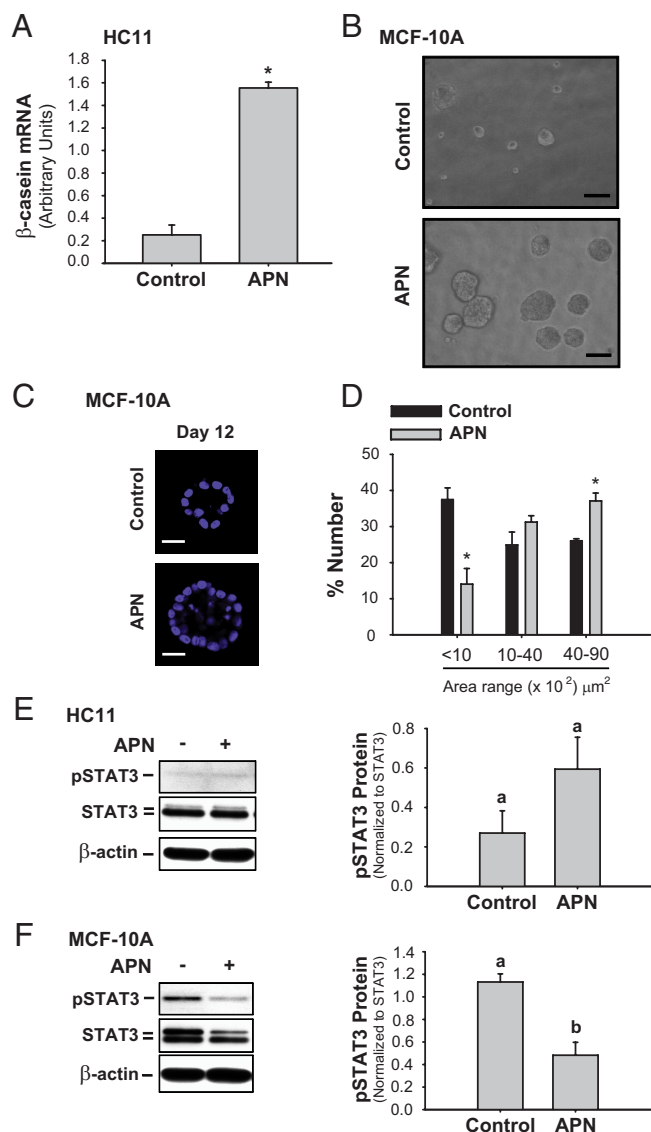 A
HC11
β-casein mRNA
(Arbitrary Units)
1.8
1.6
1.4
1.2
1.0
0.8
0.6
0.4
0.2
0.0
*
Control
APN
B
MCF-10A
Control
APN
C
MCF-10A
Day 12
Control
APN
D
Control
APN
% Number
50
40
30
20
10
0
*
*
<10
10-40
40-90
Area range (x 10²) μm²
E
HC11
APN - +
pSTAT3
STAT3
β-actin
pSTAT3 Protein
(Normalized to STAT3)
0.8
0.6
0.4
0.2
0.0
a
a
Control
APN
F
MCF-10A
APN - +
pSTAT3
STAT3
β-actin
pSTAT3 Protein
(Normalized to STAT3)
1.4
1.2
1.0
0.8
0.6
0.4
0.2
0.0
a
b
Control
APN